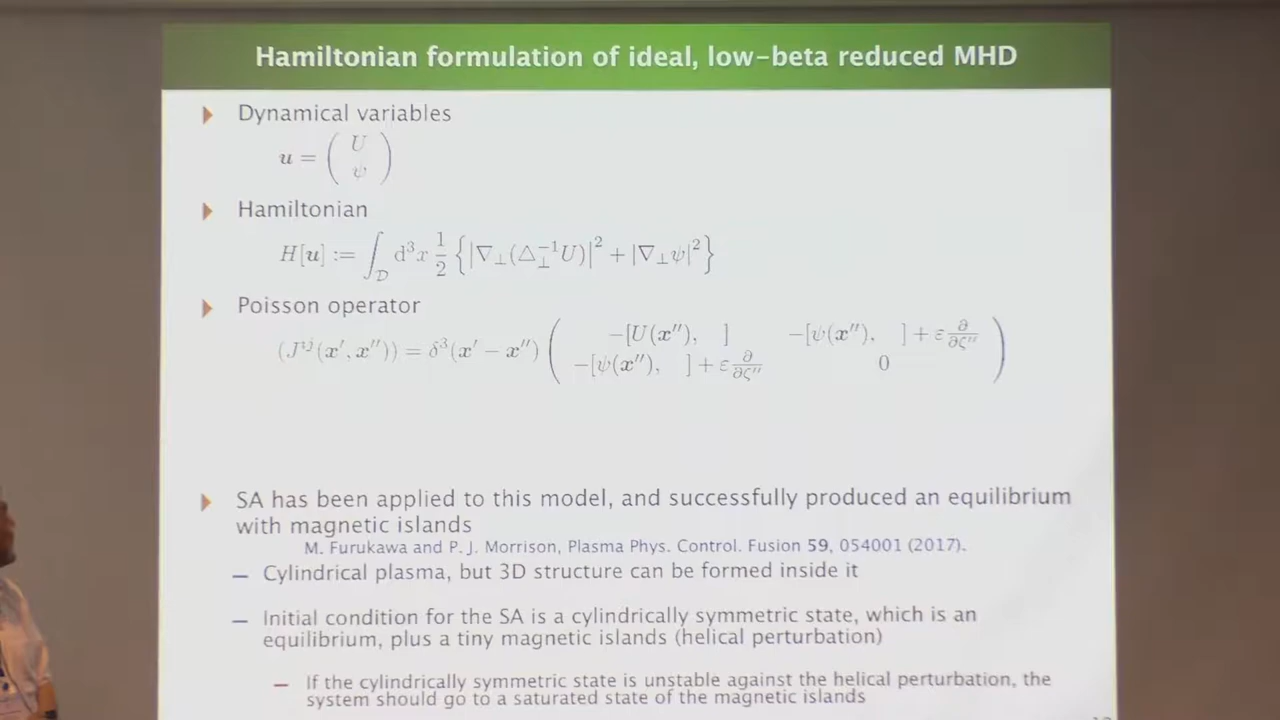 Hamiltonian formulation of ideal, low-beta reduced MHD
Dynamical variables
u = ( U ψ )
Hamiltonian
H[u] := ∫_D d³x 1/2 { |∇⊥(Δ⊥⁻¹U)|² + |∇⊥ψ|² }
Poisson operator
(J^{ij}(x′, x″)) = δ³(x′ − x″) ( −[U(x″), ] −[ψ(x″), ] + ε ∂/∂ζ″
−[ψ(x″), ] + ε ∂/∂ζ″ 0 )
SA has been applied to this model, and successfully produced an equilibrium
with magnetic islands
M. Furukawa and P. J. Morrison, Plasma Phys. Control. Fusion 59, 054001 (2017).
– Cylindrical plasma, but 3D structure can be formed inside it
– Initial condition for the SA is a cylindrically symmetric state, which is an
equilibrium, plus a tiny magnetic islands (helical perturbation)
– If the cylindrically symmetric state is unstable against the helical perturbation, the
system should go to a saturated state of the magnetic islands